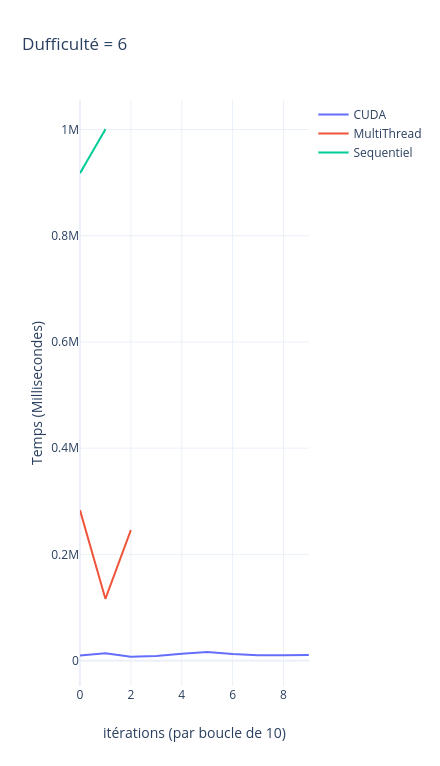 Dufficulté = 6
CUDA
MultiThread
Sequentiel
1M
0.8M
0.6M
0.4M
0.2M
0
Temps (Millisecondes)
0 2 4 6 8
itérations (par boucle de 10)